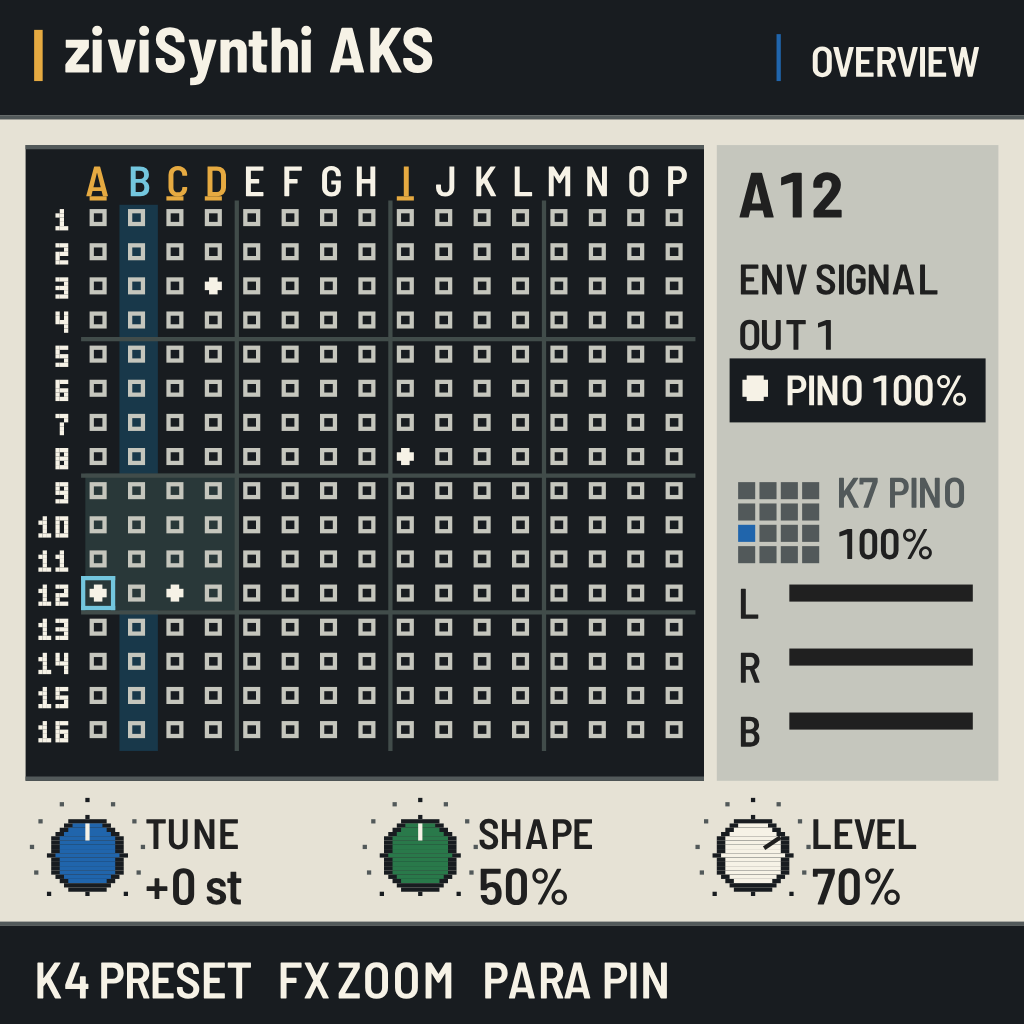 ziviSynthi AKS
OVERVIEW
A B C D E F G H I J K L M N O P
1
2
3
4
5
6
7
8
9
10
11
12
13
14
15
16
A12
ENV SIGNAL
OUT 1
PINO 100%
K7 PINO
100%
L
R
B
TUNE
+0 st
SHAPE
50%
LEVEL
70%
K4 PRESET FX ZOOM PARA PIN